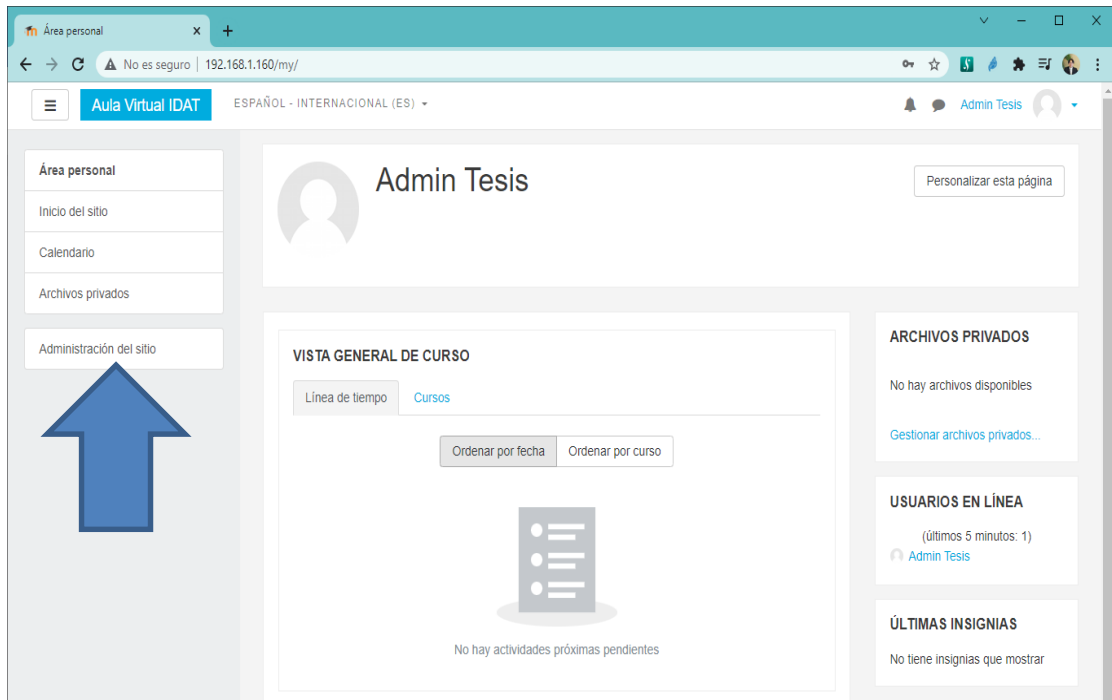 Área personal
No es seguro | 192.168.1.160/my/
Aula Virtual IDAT
ESPAÑOL - INTERNACIONAL (ES)
Admin Tesis
Área personal
Inicio del sitio
Calendario
Archivos privados
Administración del sitio
Admin Tesis
Personalizar esta página
VISTA GENERAL DE CURSO
Línea de tiempo
Cursos
Ordenar por fecha
Ordenar por curso
No hay actividades próximas pendientes
ARCHIVOS PRIVADOS
No hay archivos disponibles
Gestionar archivos privados...
USUARIOS EN LÍNEA
(últimos 5 minutos: 1)
Admin Tesis
ÚLTIMAS INSIGNIAS
No tiene insignias que mostrar